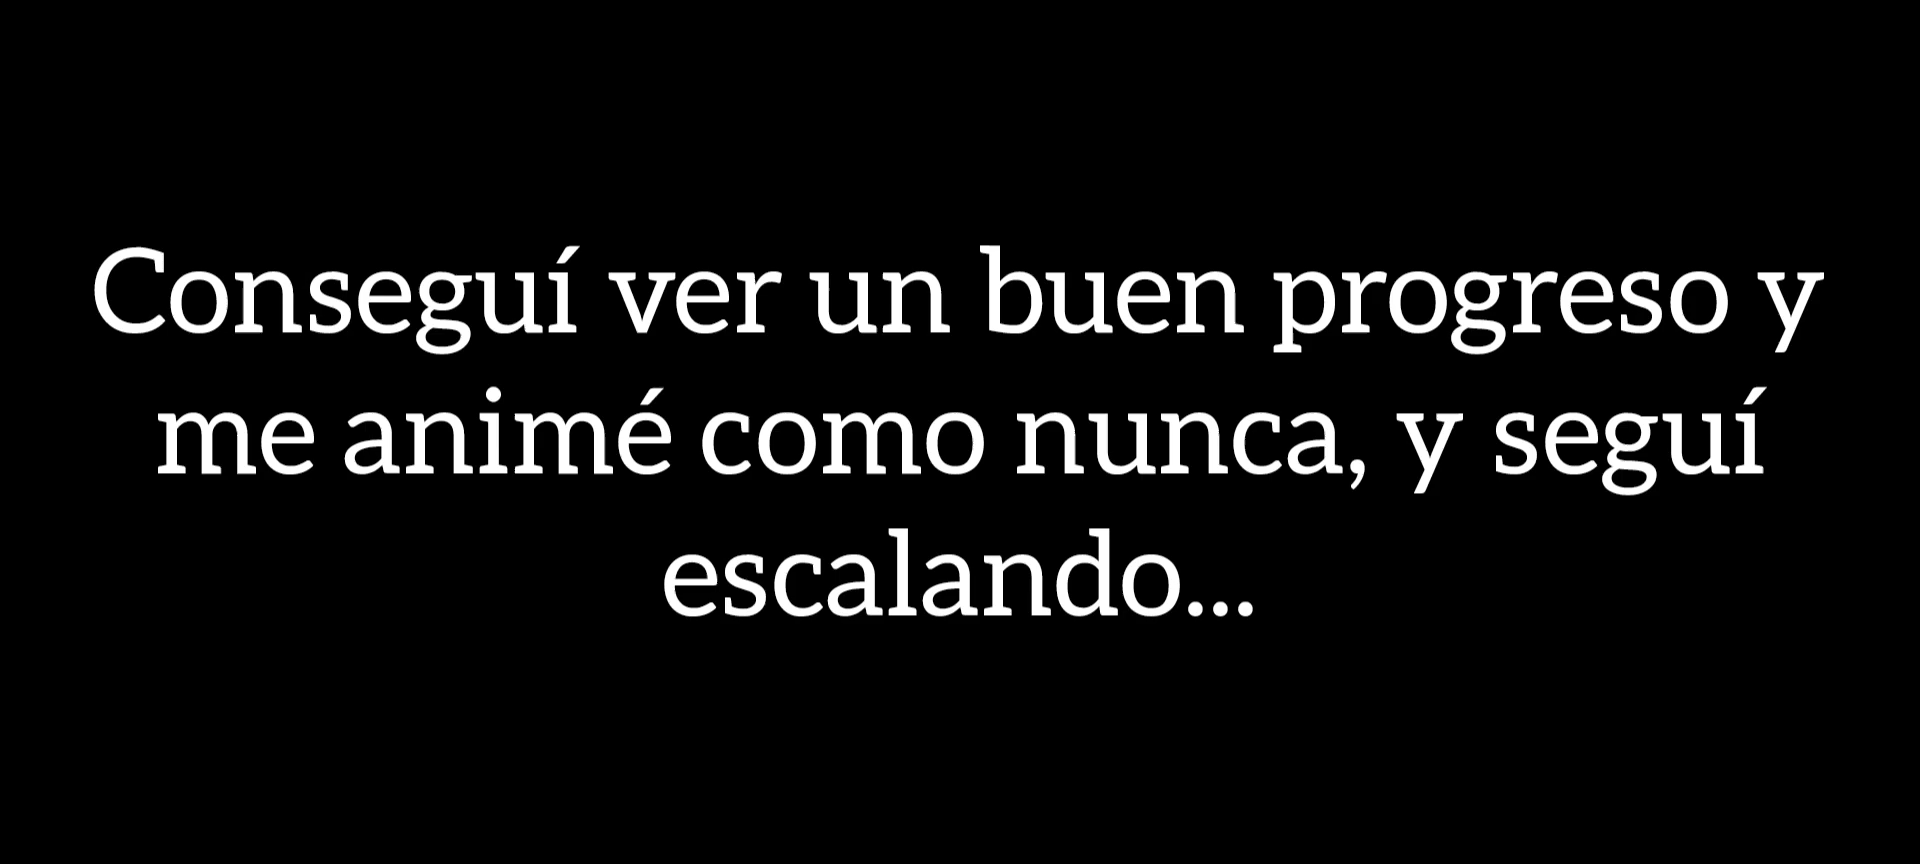 Conseguí ver un buen progreso y
me animé como nunca, y seguí
escalando...